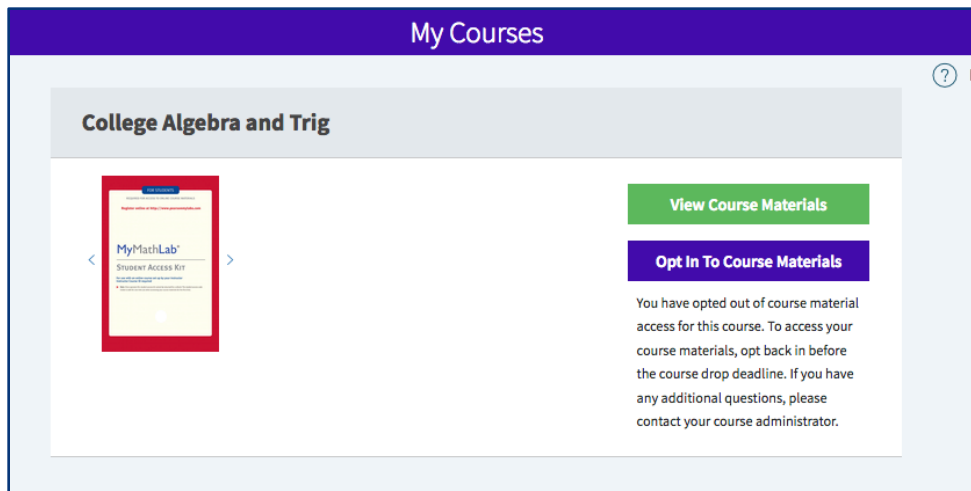 My Courses
?
College Algebra and Trig
FOR STUDENTS
MyMathLab®
STUDENT ACCESS KIT
View Course Materials
Opt In To Course Materials
You have opted out of course material
access for this course. To access your
course materials, opt back in before
the course drop deadline. If you have
any additional questions, please
contact your course administrator.